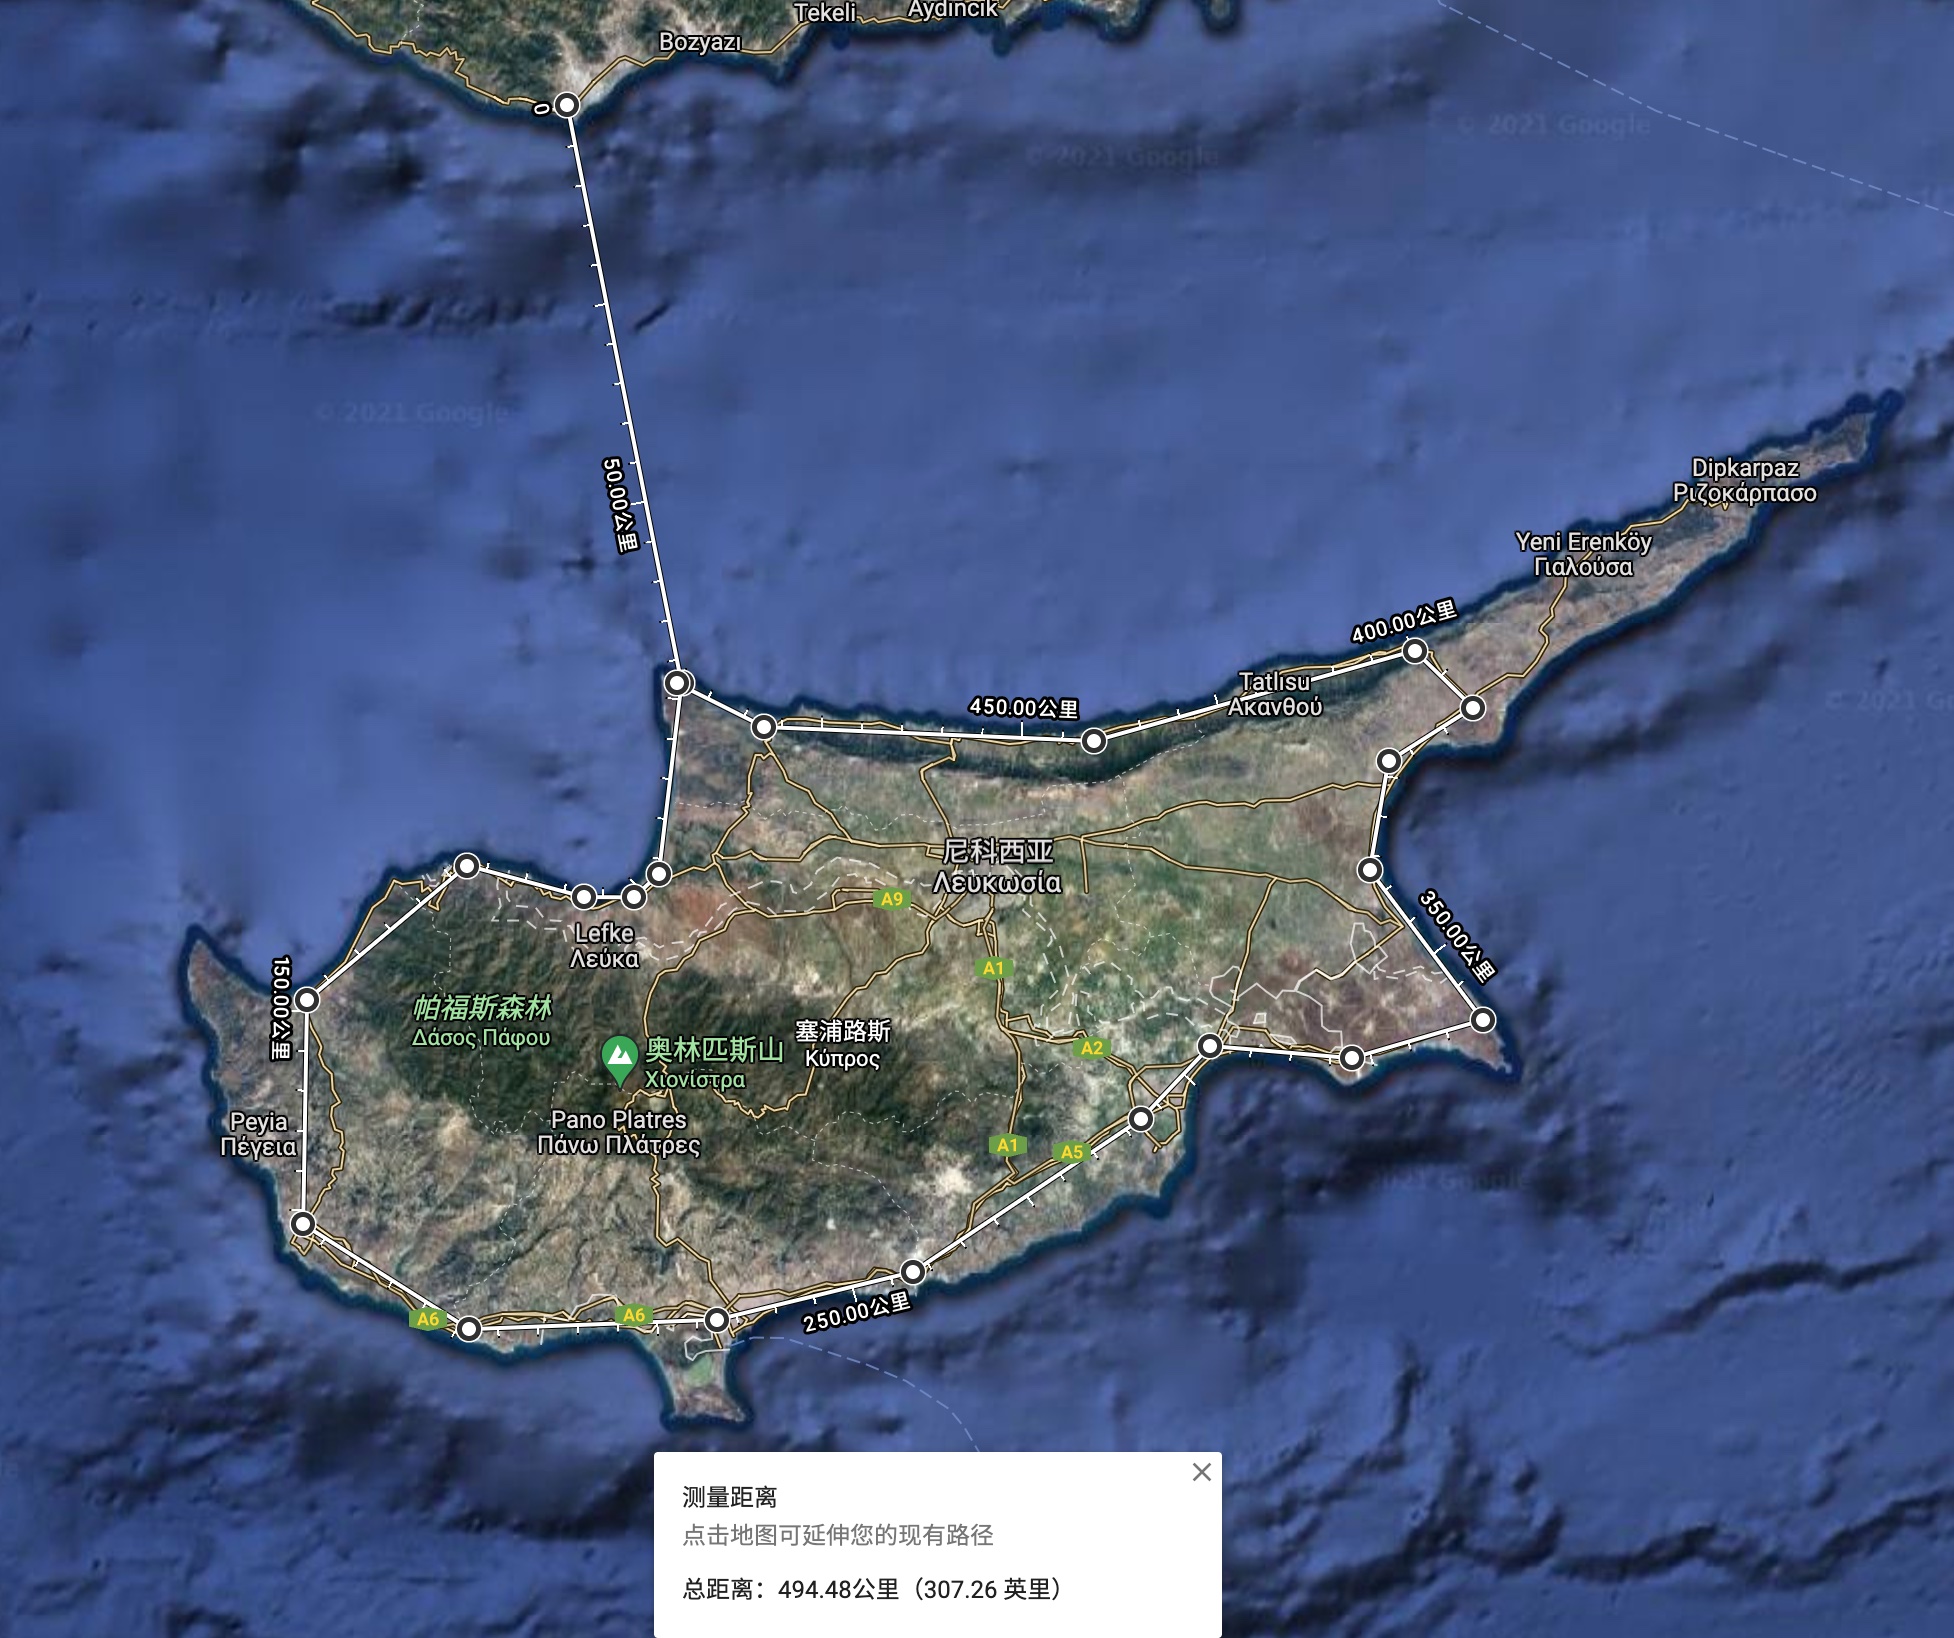 Tekeli
Aydıncık
Bozyazı
0
© 2021 Google
© 2021 Google
© 2021 Google
50.00公里
Dipkarpaz
Ριζοκάρπασο
Yeni Erenköy
Γιαλούσα
400.00公里
Tatlısu
Ακανθού
450.00公里
© 2021 G
尼科西亚
Λευκωσία
A9
350.00公里
Lefke
Λεύκα
A1
150.00公里
帕福斯森林
Δάσος Πάφου
奥林匹斯山
Χιονίστρα
塞浦路斯
Κύπρος
A2
Peyia
Πέγεια
Pano Platres
Πάνω Πλάτρες
A1
A5
2021 Google
A6
A6
250.00公里
测量距离
点击地图可延伸您的现有路径
总距离：494.48公里（307.26 英里）